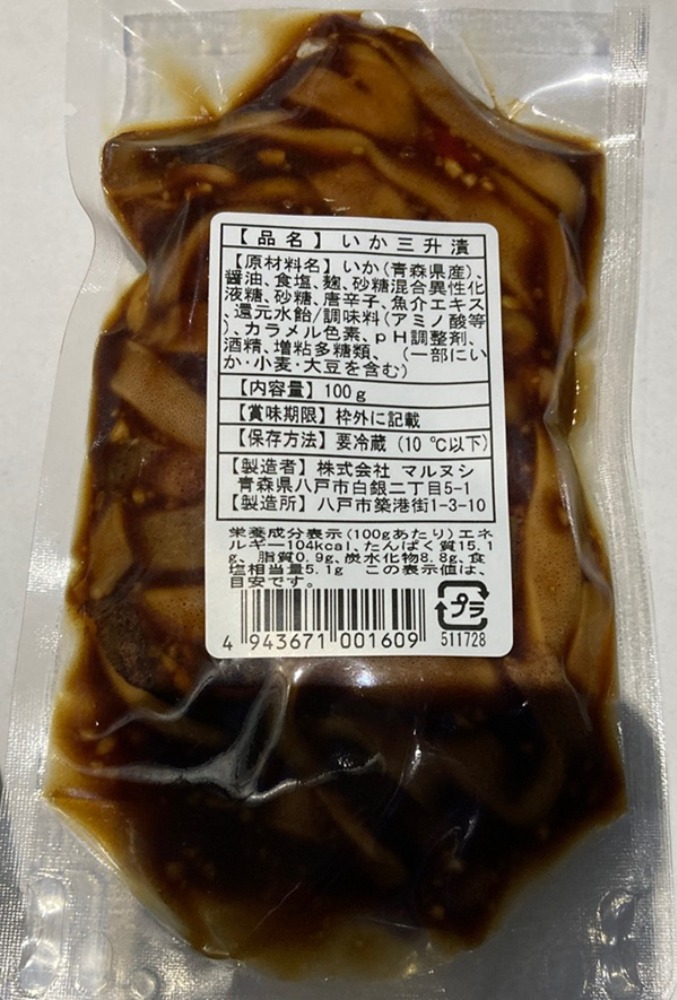 【品名】いか三升漬
【原材料名】いか(青森県産)、
醤油、食塩、麹、砂糖混合異性化
液糖、砂糖、唐辛子、魚介エキス
、還元水飴/調味料(アミノ酸等
)、カラメル色素、pH調整剤、
酒精、増粘多糖類、(一部にい
か・小麦・大豆を含む)
【内容量】100g
【賞味期限】枠外に記載
【保存方法】要冷蔵(10℃以下)
【製造者】株式会社 マルヌシ
青森県八戸市白銀二丁目5-1
【製造所】八戸市築港街1-3-10
栄養成分表示(100gあたり)エネ
ルギー104kcal、たんぱく質15.1
g、脂質0.9g、炭水化物8.8g、食
塩相当量5.1g この表示値は、
目安です。
プラ
4 943671 001609
511728